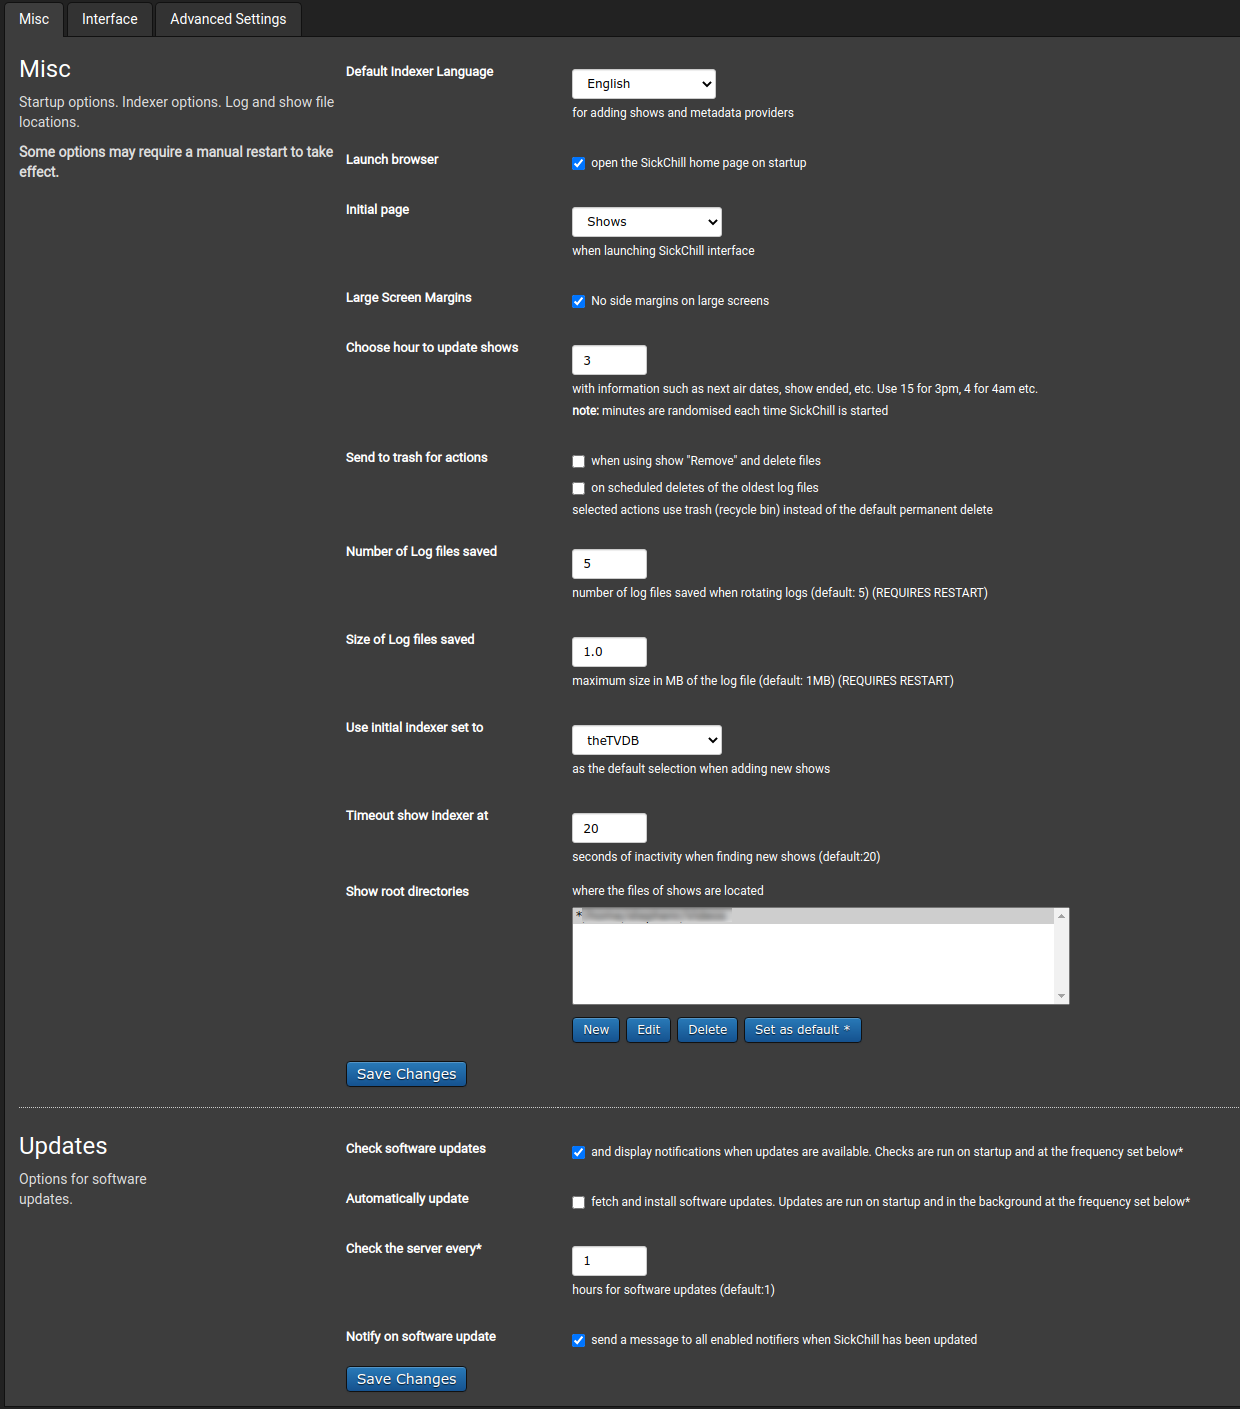 Misc
Interface
Advanced Settings
Misc
Startup options. Indexer options. Log and show file
locations.
Some options may require a manual restart to take
effect.
Default Indexer Language
English
for adding shows and metadata providers
Launch browser
open the SickChill home page on startup
Initial page
Shows
when launching SickChill interface
Large Screen Margins
No side margins on large screens
Choose hour to update shows
3
with information such as next air dates, show ended, etc. Use 15 for 3pm, 4 for 4am etc.
note: minutes are randomised each time SickChill is started
Send to trash for actions
when using show "Remove" and delete files
on scheduled deletes of the oldest log files
selected actions use trash (recycle bin) instead of the default permanent delete
Number of Log files saved
5
number of log files saved when rotating logs (default: 5) (REQUIRES RESTART)
Size of Log files saved
1.0
maximum size in MB of the log file (default: 1MB) (REQUIRES RESTART)
Use initial indexer set to
theTVDB
as the default selection when adding new shows
Timeout show indexer at
20
seconds of inactivity when finding new shows (default:20)
Show root directories
where the files of shows are located
*
New
Edit
Delete
Set as default *
Save Changes
Updates
Options for software
updates.
Check software updates
and display notifications when updates are available. Checks are run on startup and at the frequency set below*
Automatically update
fetch and install software updates. Updates are run on startup and in the background at the frequency set below*
Check the server every*
1
hours for software updates (default:1)
Notify on software update
send a message to all enabled notifiers when SickChill has been updated
Save Changes